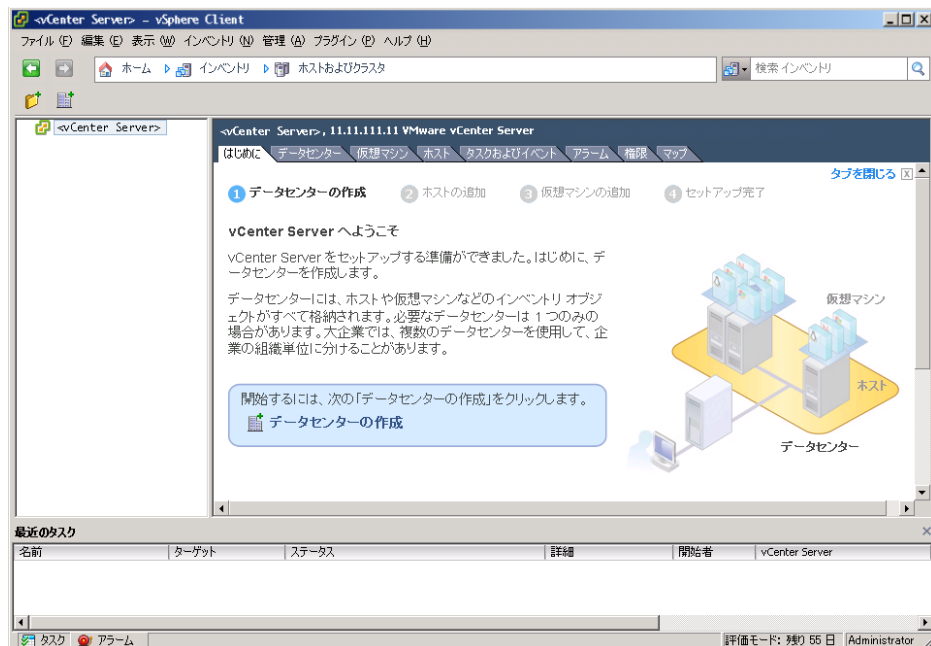 <vCenter Server> - vSphere Client
ファイル (F) 編集 (E) 表示 (W) インベントリ (N) 管理 (A) プラグイン (P) ヘルプ (H)
ホーム インベントリ ホストおよびクラスタ
検索 インベントリ
<vCenter Server>
<vCenter Server>, 11.11.111.11 VMware vCenter Server
はじめに データセンター 仮想マシン ホスト タスクおよびイベント アラーム 権限 マップ
タブを閉じる X
1 データセンターの作成 2 ホストの追加 3 仮想マシンの追加 4 セットアップ完了
vCenter Server へようこそ
vCenter Server をセットアップする準備ができました。はじめに、デ
ータセンターを作成します。
データセンターには、ホストや仮想マシンなどのインベントリ オブジ
ェクトがすべて格納されます。必要なデータセンターは 1 つのみの
場合があります。大企業では、複数のデータセンターを使用して、企
業の組織単位に分けることがあります。
開始するには、次の「データセンターの作成」をクリックします。
データセンターの作成
仮想マシン
ホスト
データセンター
最近のタスク
名前 ターゲット ステータス 詳細 開始者 vCenter Server
タスク アラーム
評価モード: 残り 55 日 Administrator